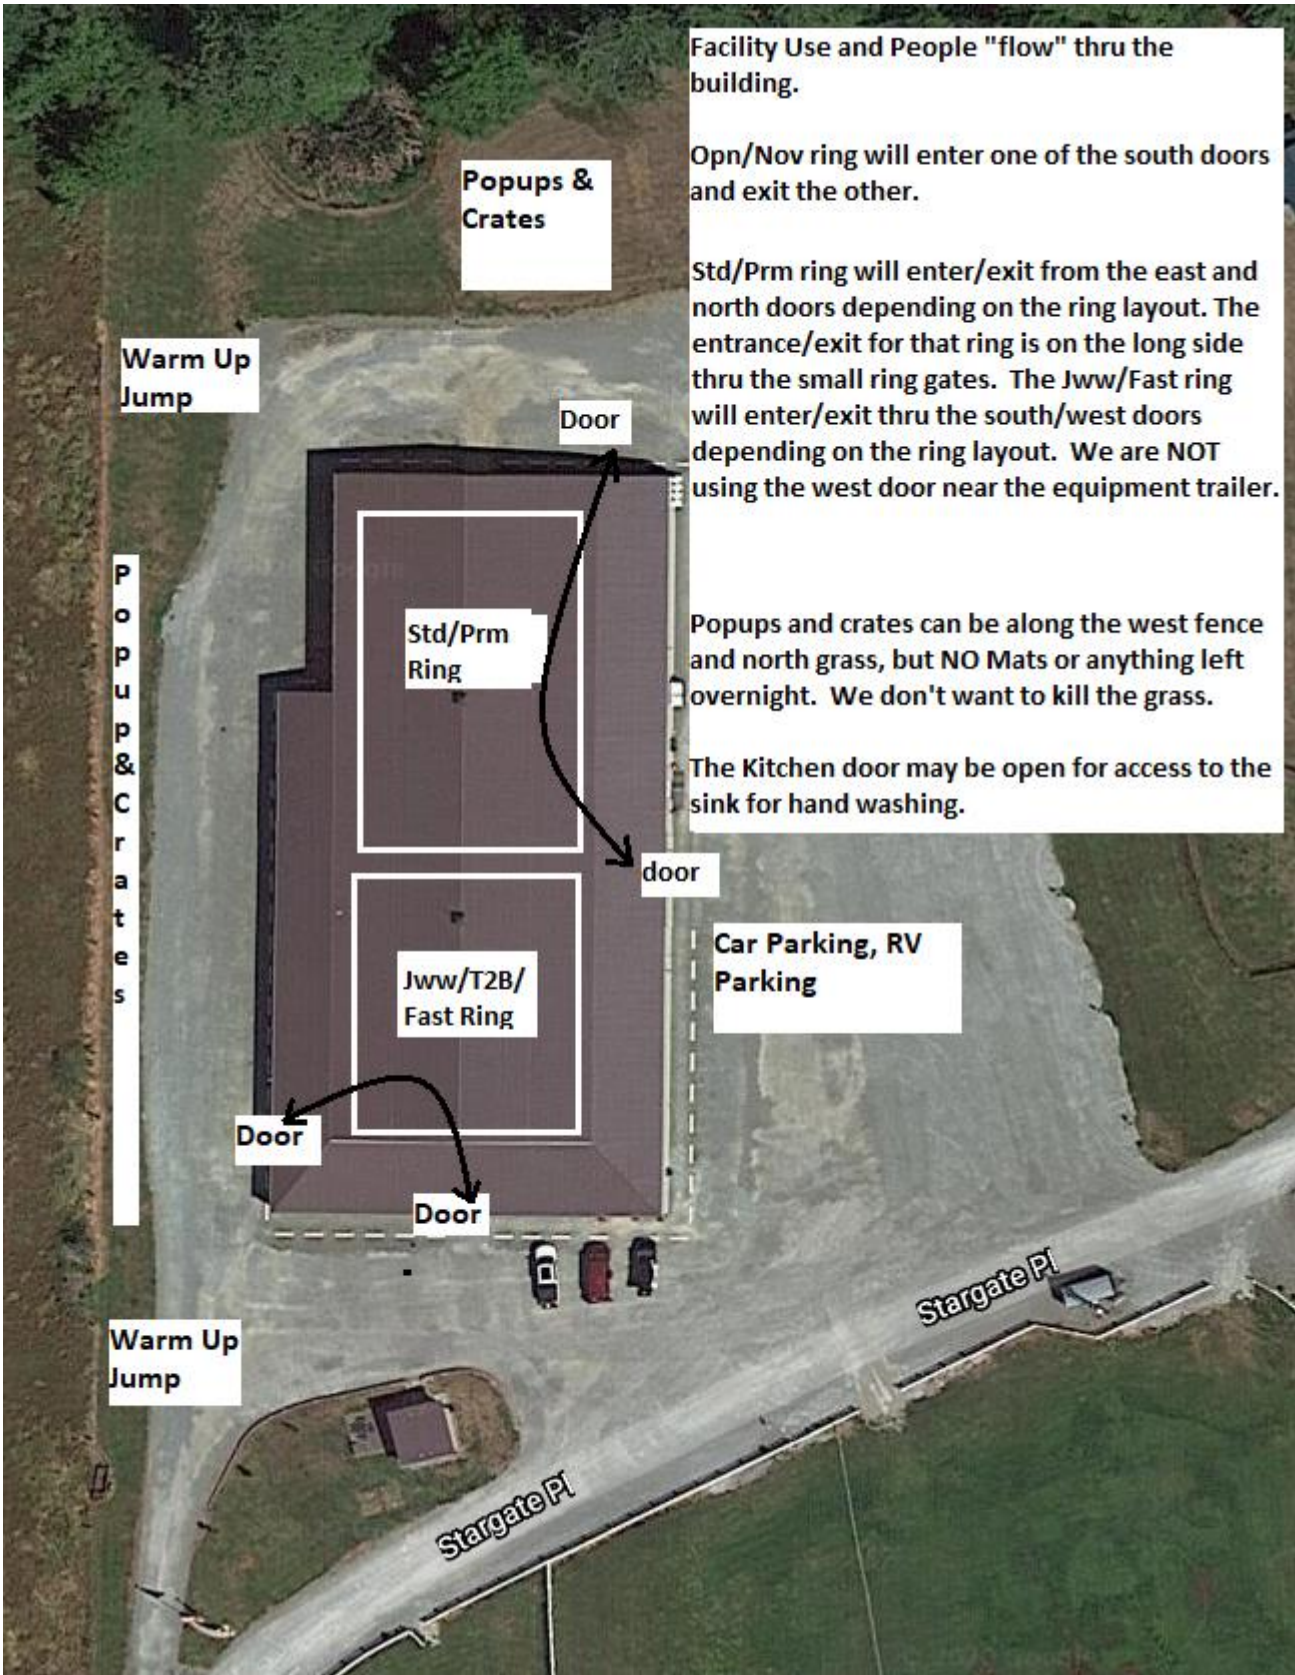 Facility Use and People "flow" thru the
building.
Opn/Nov ring will enter one of the south doors
and exit the other.
Std/Prm ring will enter/exit from the east and
north doors depending on the ring layout. The
entrance/exit for that ring is on the long side
thru the small ring gates.  The Jww/Fast ring
will enter/exit thru the south/west doors
depending on the ring layout.  We are NOT
using the west door near the equipment trailer.
Popups and crates can be along the west fence
and north grass, but NO Mats or anything left
overnight.  We don't want to kill the grass.
The Kitchen door may be open for access to the
sink for hand washing.
Popups &
Crates
Warm Up
Jump
Door
Popup&Crates
Std/Prm
Ring
door
Car Parking, RV
Parking
Jww/T2B/
Fast Ring
Door
Door
Stargate Pl
Warm Up
Jump
Stargate Pl